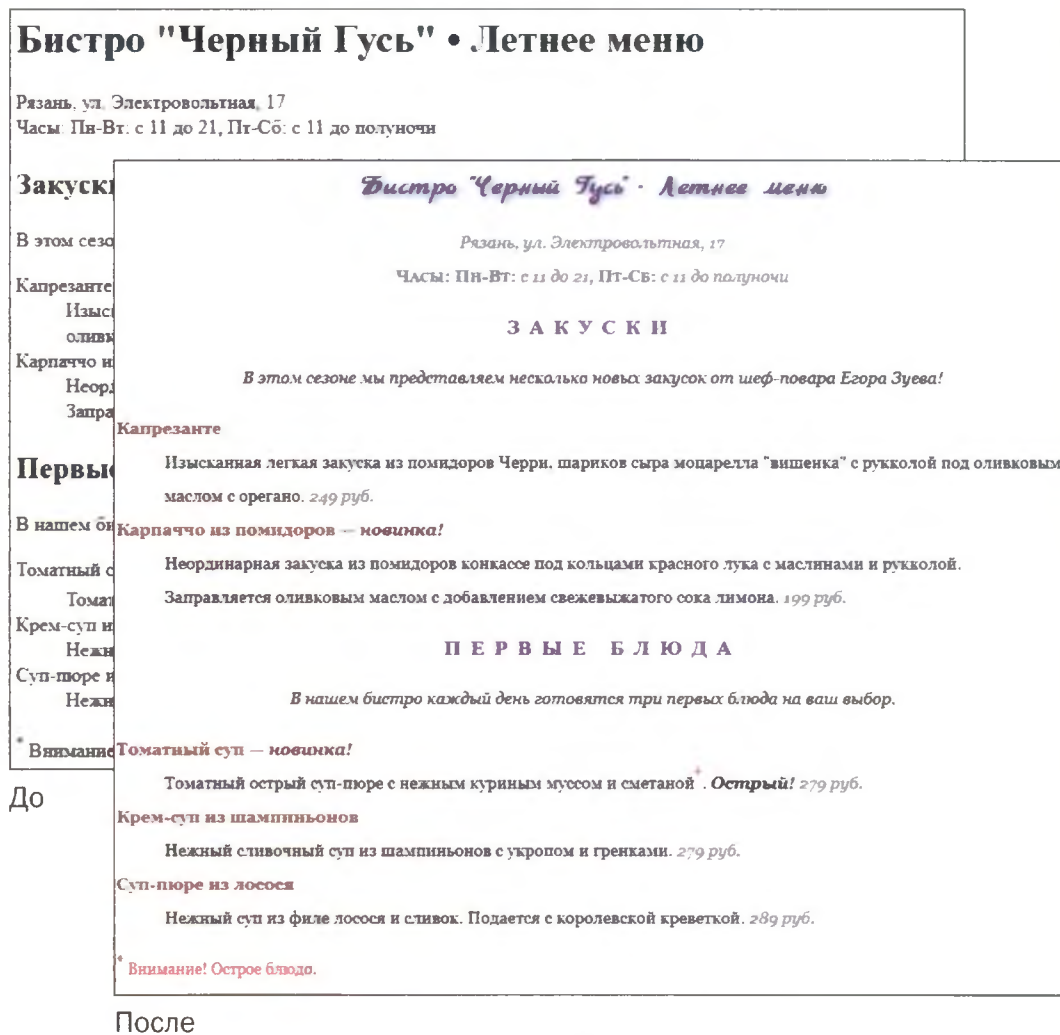 Бистро "Черный Гусь" • Летнее меню
Рязань, ул. Электровольтная, 17
Часы: Пн-Вт: с 11 до 21, Пт-Сб: с 11 до полуночи
Закуск
В этом сезо
Капрезанте
Изыс
оливк
Карпаччо и
Неор
Запра
Первые
В нашем би
Томатный с
Томат
Крем-суп и
Нежн
Суп-пюре и
Нежн
* Внимание
До
Бистро "Черный Гусь" · Летнее меню
Рязань, ул. Электровольтная, 17
Часы: Пн-Вт: с 11 до 21, Пт-Сб: с 11 до полуночи
ЗАКУСКИ
В этом сезоне мы представляем несколько новых закусок от шеф-повара Егора Зуева!
Капрезанте
Изысканная легкая закуска из помидоров Черри, шариков сыра моцарелла "вишенка" с рукколой под оливковым
маслом с орегано. 249 руб.
Карпаччо из помидоров — новинка!
Неординарная закуска из помидоров конкассе под кольцами красного лука с маслинами и рукколой.
Заправляется оливковым маслом с добавлением свежевыжатого сока лимона. 199 руб.
ПЕРВЫЕ БЛЮДА
В нашем бистро каждый день готовятся три первых блюда на ваш выбор.
Томатный суп — новинка!
Томатный острый суп-пюре с нежным куриным муссом и сметаной *. Острый! 279 руб.
Крем-суп из шампиньонов
Нежный сливочный суп из шампиньонов с укропом и гренками. 279 руб.
Суп-пюре из лосося
Нежный суп из филе лосося и сливок. Подается с королевской креветкой. 289 руб.
* Внимание! Острое блюдо.
После